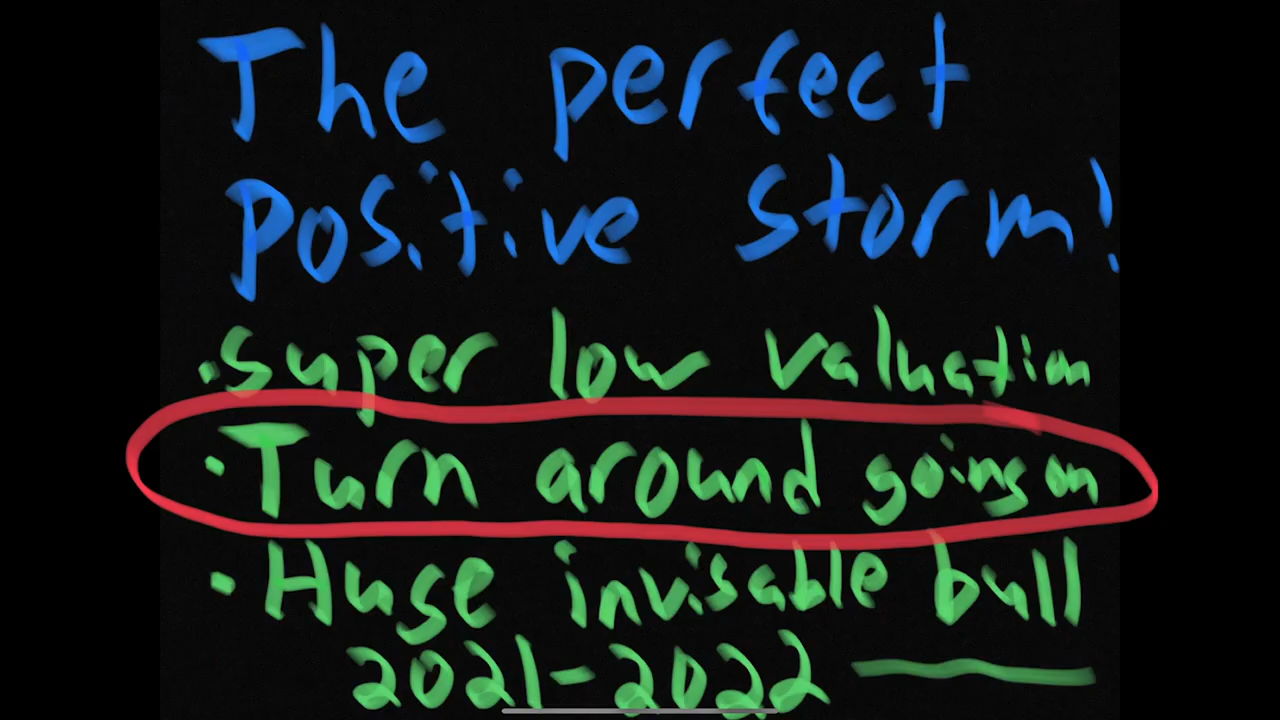 The perfect
positive storm!
• super low valuation
• Turn around going on
• Huge invisable bull
2021-2022